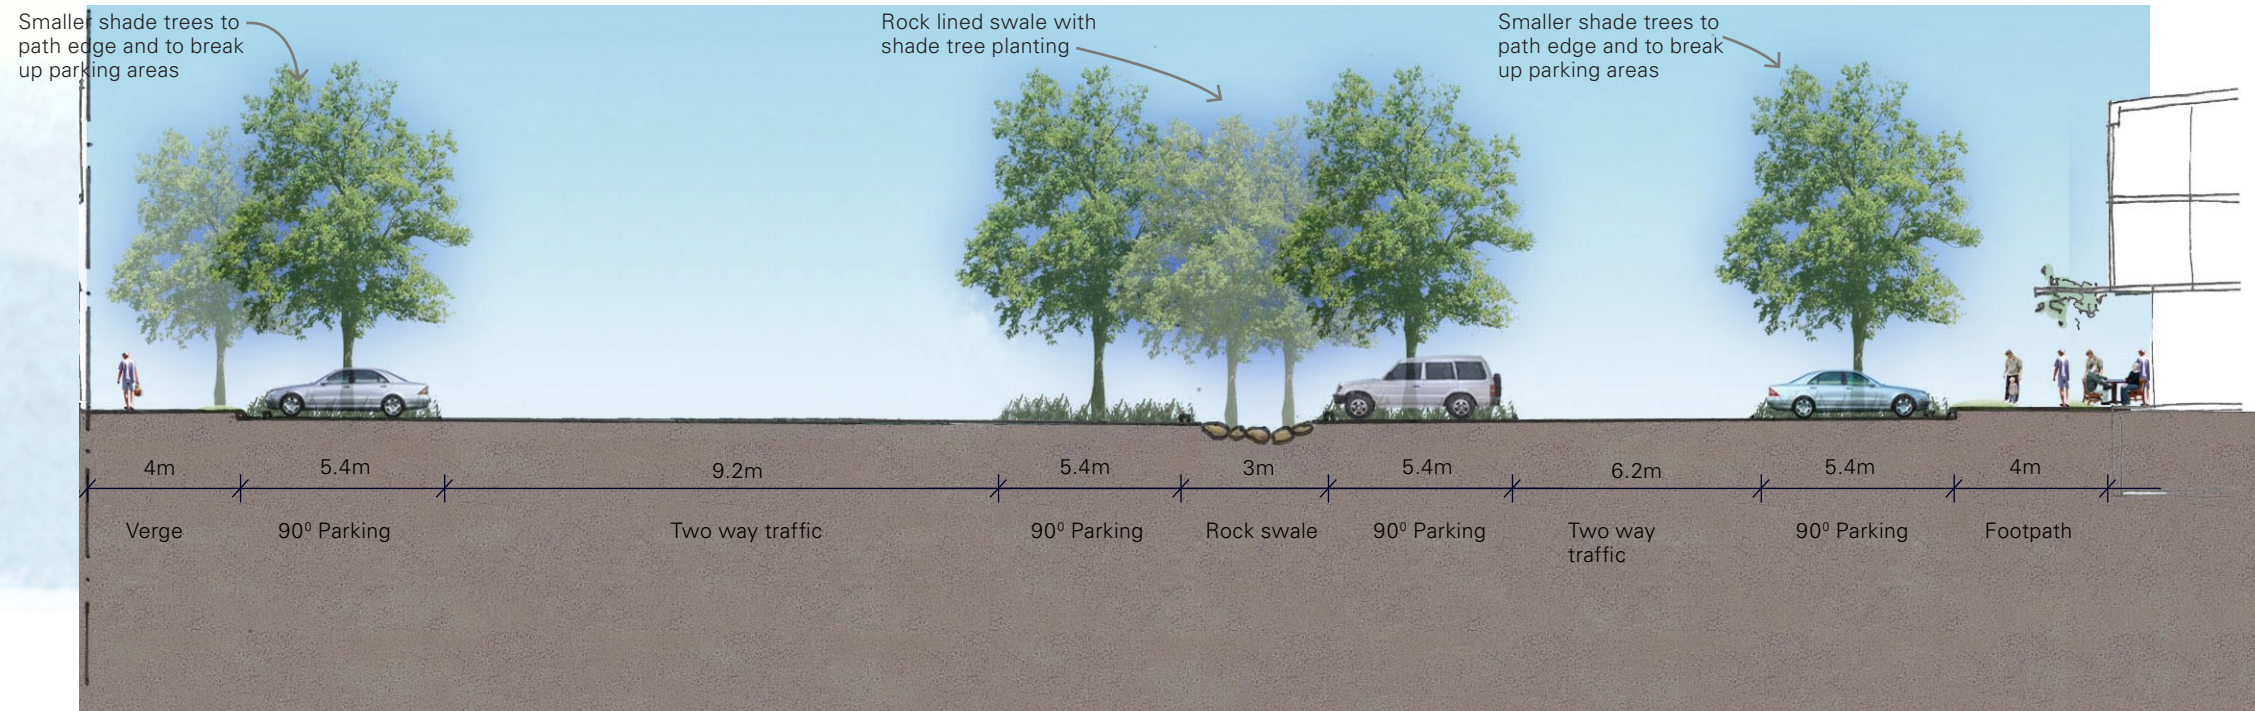 Smaller shade trees to
path edge and to break
up parking areas
Rock lined swale with
shade tree planting
Smaller shade trees to
path edge and to break
up parking areas
4m
5.4m
9.2m
5.4m
3m
5.4m
6.2m
5.4m
4m
Verge
90⁰ Parking
Two way traffic
90⁰ Parking
Rock swale
90⁰ Parking
Two way
traffic
90⁰ Parking
Footpath